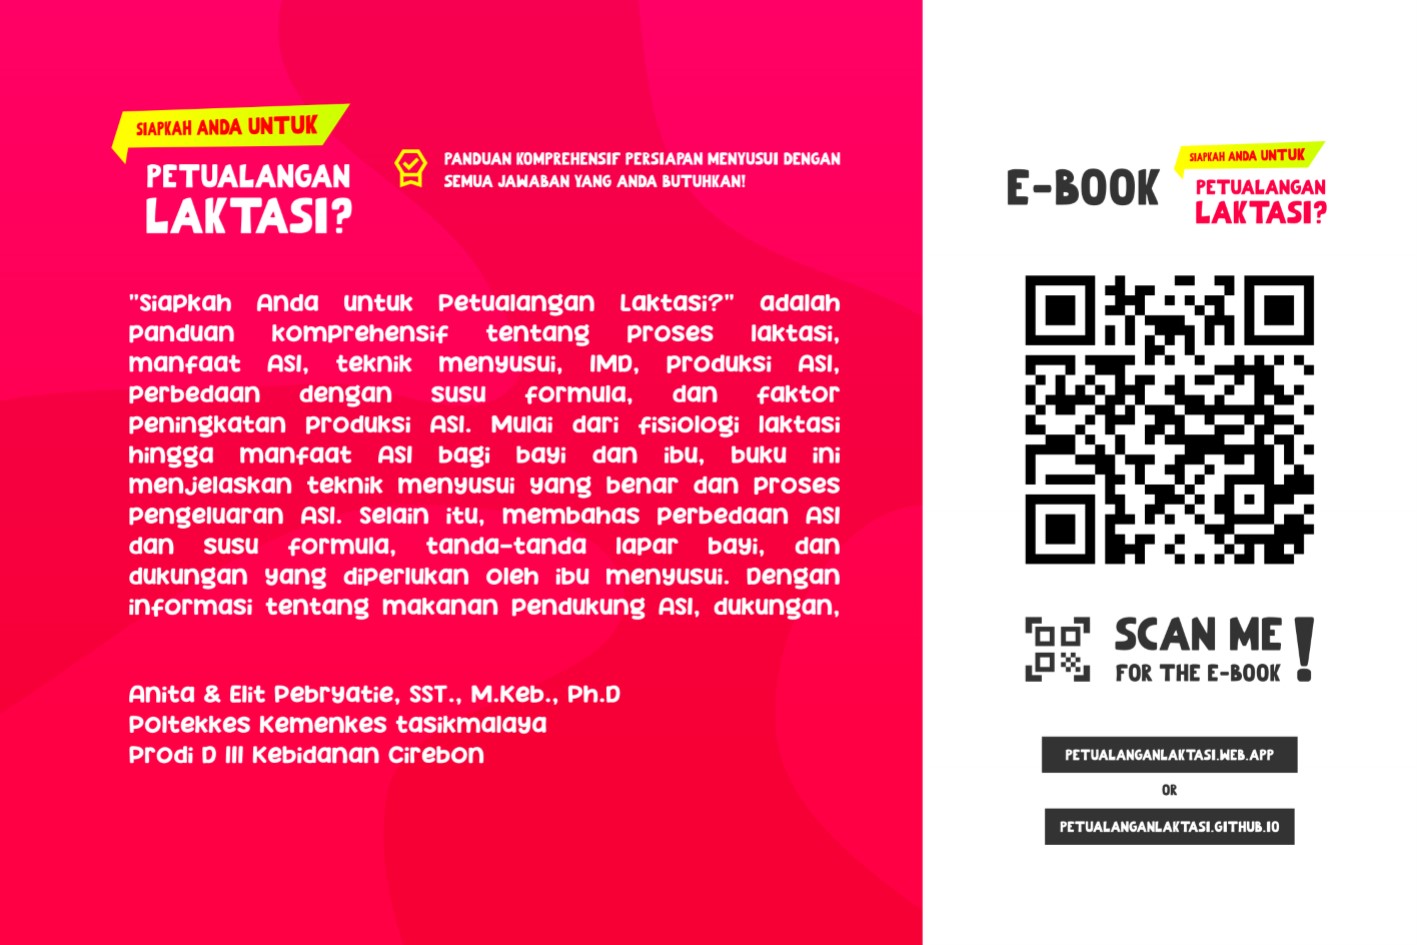 SIAPKAH ANDA UNTUK
PETUALANGAN
LAKTASI?
PANDUAN KOMPREHENSIF PERSIAPAN MENYUSUI DENGAN
SEMUA JAWABAN YANG ANDA BUTUHKAN!
"Siapkah Anda untuk Petualangan Laktasi?" adalah
panduan komprehensif tentang proses laktasi,
manfaat ASI, teknik menyusui, IMD, produksi ASI,
perbedaan dengan susu formula, dan faktor
peningkatan produksi ASI. Mulai dari fisiologi laktasi
hingga manfaat ASI bagi bayi dan ibu, buku ini
menjelaskan teknik menyusui yang benar dan proses
pengeluaran ASI. Selain itu, membahas perbedaan ASI
dan susu formula, tanda-tanda lapar bayi, dan
dukungan yang diperlukan oleh ibu menyusui. Dengan
informasi tentang makanan pendukung ASI, dukungan,
Anita & Elit Pebryatie, SST., M.Keb., Ph.D
Poltekkes Kemenkes tasikmalaya
Prodi D III Kebidanan Cirebon
E-BOOK
SIAPKAH ANDA UNTUK
PETUALANGAN
LAKTASI?
SCAN ME!
FOR THE E-BOOK
PETUALANGANLAKTASI.WEB.APP
OR
PETUALANGANLAKTASI.GITHUB.IO